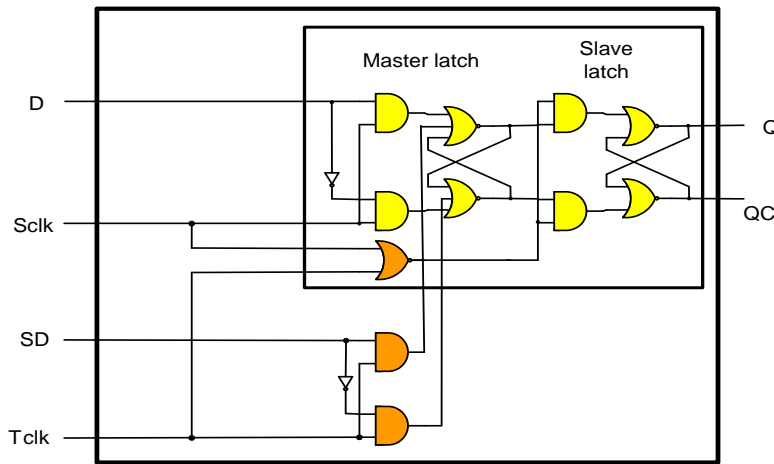 Master latch
Slave
latch
D
Q
Sclk
QC
SD
Tclk